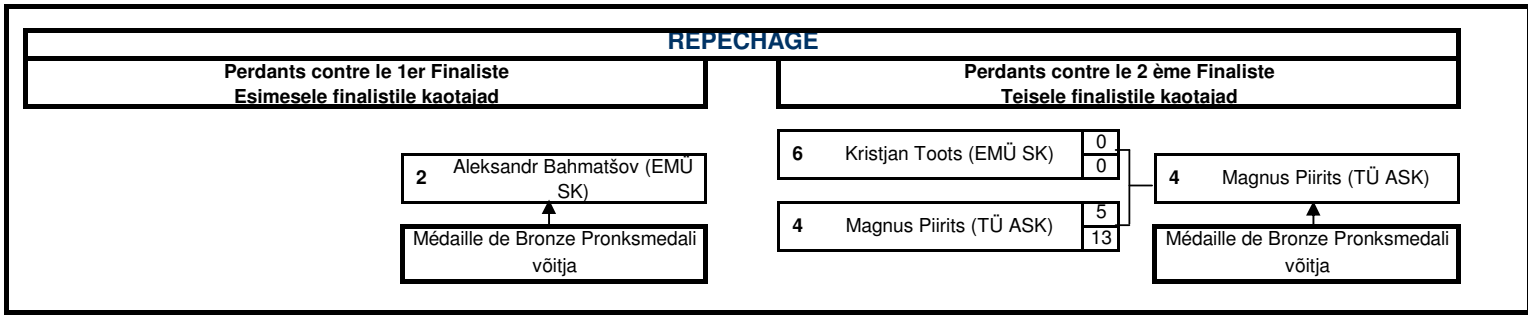 REPECHAGE
Perdants contre le 1er Finaliste
Esimesele finalistile kaotajad
Perdants contre le 2 ème Finaliste
Teisele finalistile kaotajad
2 Aleksandr Bahmatšov (EMÜ
SK)
Médaille de Bronze Pronksmedali
võitja
6 Kristjan Toots (EMÜ SK) 0
0
4 Magnus Piirits (TÜ ASK) 5
13
4 Magnus Piirits (TÜ ASK)
Médaille de Bronze Pronksmedali
võitja